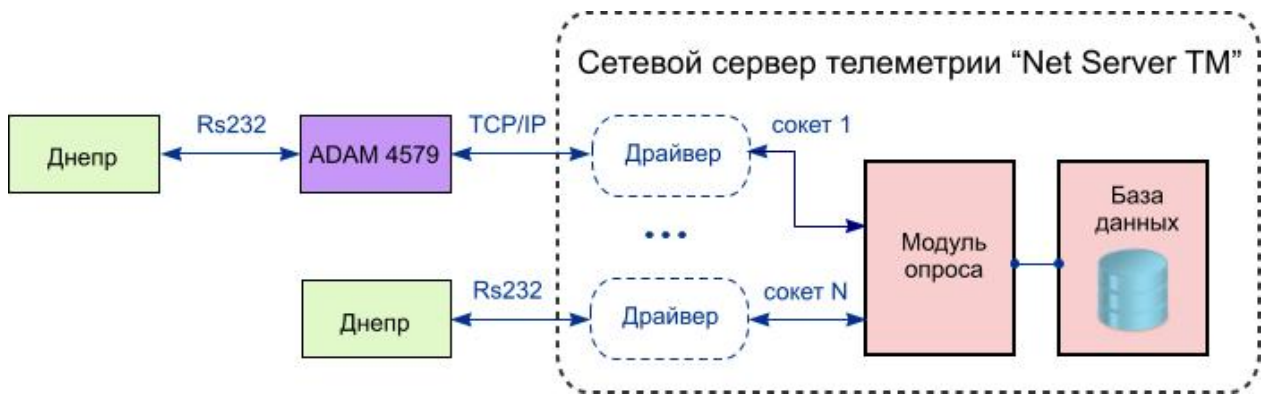 Сетевой сервер телеметрии “Net Server TM”
Rs232
TCP/IP
сокет 1
Днепр
ADAM 4579
Драйвер
База
данных
Модуль
опроса
Rs232
сокет N
Днепр
Драйвер